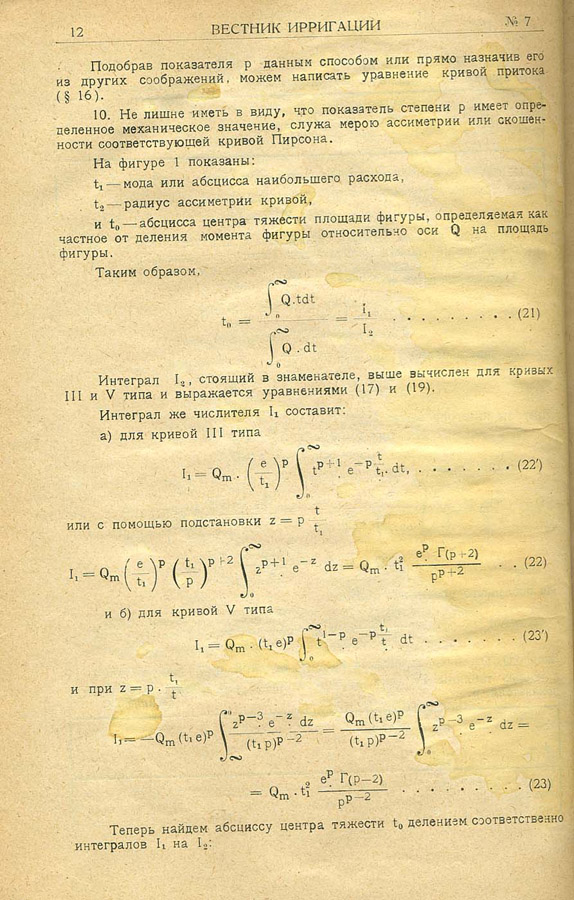 12 ВЕСТНИК ИРРИГАЦИИ № 7
Подобрав показателя p данным способом или прямо назначив его
из других соображений, можем написать уравнение кривой притока
(§ 16).
10. Не лишне иметь в виду, что показатель степени p имеет опре-
деленное механическое значение, служа мерою ассиметрии или скошен-
ности соответствующей кривой Пирсона.
На фигуре 1 показаны:
t₁ — мода или абсцисса наибольшего расхода,
t₂ — радиус ассиметрии кривой,
и t₀ — абсцисса центра тяжести площади фигуры, определяемая как
частное от деления момента фигуры относительно оси Q на площадь
фигуры.
Таким образом,
t₀ = ∫₀^∞ Q.tdt / ∫₀^∞ Q . dt = I₁ / I₂ . . . . . . . . . (21)
Интеграл I₂, стоящий в знаменателе, выше вычислен для кривых
III и V типа и выражается уравнениями (17) и (19).
Интеграл же числителя I₁ составит:
а) для кривой III типа
I₁ = Qm . (e/t₁)^p ∫₀^∞ t^(p+1) . e^(−p t/t₁) . dt, . . . . . . . (22′)
или с помощью подстановки z = p t/t₁
I₁ = Qm (e/t₁)^p (t₁/p)^(p+2) ∫₀^∞ z^(p+1) . e^(−z) dz = Qm . t₁² e^p Γ(p+2) / p^(p+2) . . (22)
и б) для кривой V типа
I₁ = Qm . (t₁ e)^p ∫₀^∞ t^(1−p) e^(−p t₁/t) dt . . . . . . . (23′)
и при z = p . t₁/t
I₁ = —Qm (t₁ e)^p ∫_∞^0 z^(p−3) e^(−z) dz / (t₁ p)^(p−2) = Qm (t₁ e)^p / (t₁ p)^(p−2) ∫₀^∞ z^(p−3) e^(−z) dz =
= Qm . t₁² e^p Γ(p−2) / p^(p−2) . . . . . . . . . (23)
Теперь найдем абсциссу центра тяжести t₀ делением соответственно
интегралов I₁ на I₂: